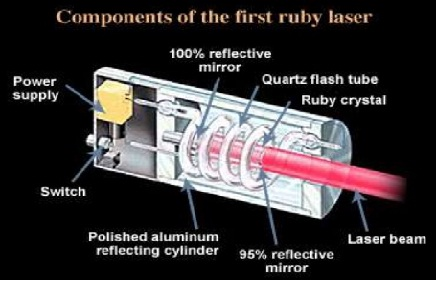 Components of the first ruby laser
100% reflective
mirror
Power
supply
Quartz flash tube
Ruby crystal
Switch
Polished aluminum
reflecting cylinder
95% reflective
mirror
Laser beam